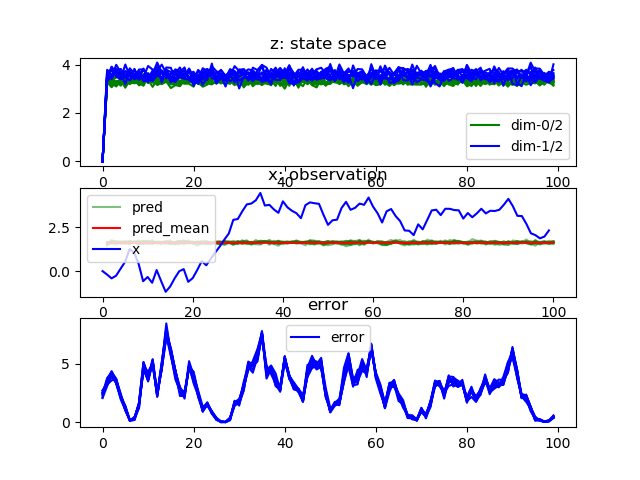 z: state space
4
2
0
dim-0/2
dim-1/2
0 20 40 60 80 100
x: observation
2.5
0.0
pred
pred_mean
x
0 20 40 60 80 100
error
5
0
error
0 20 40 60 80 100